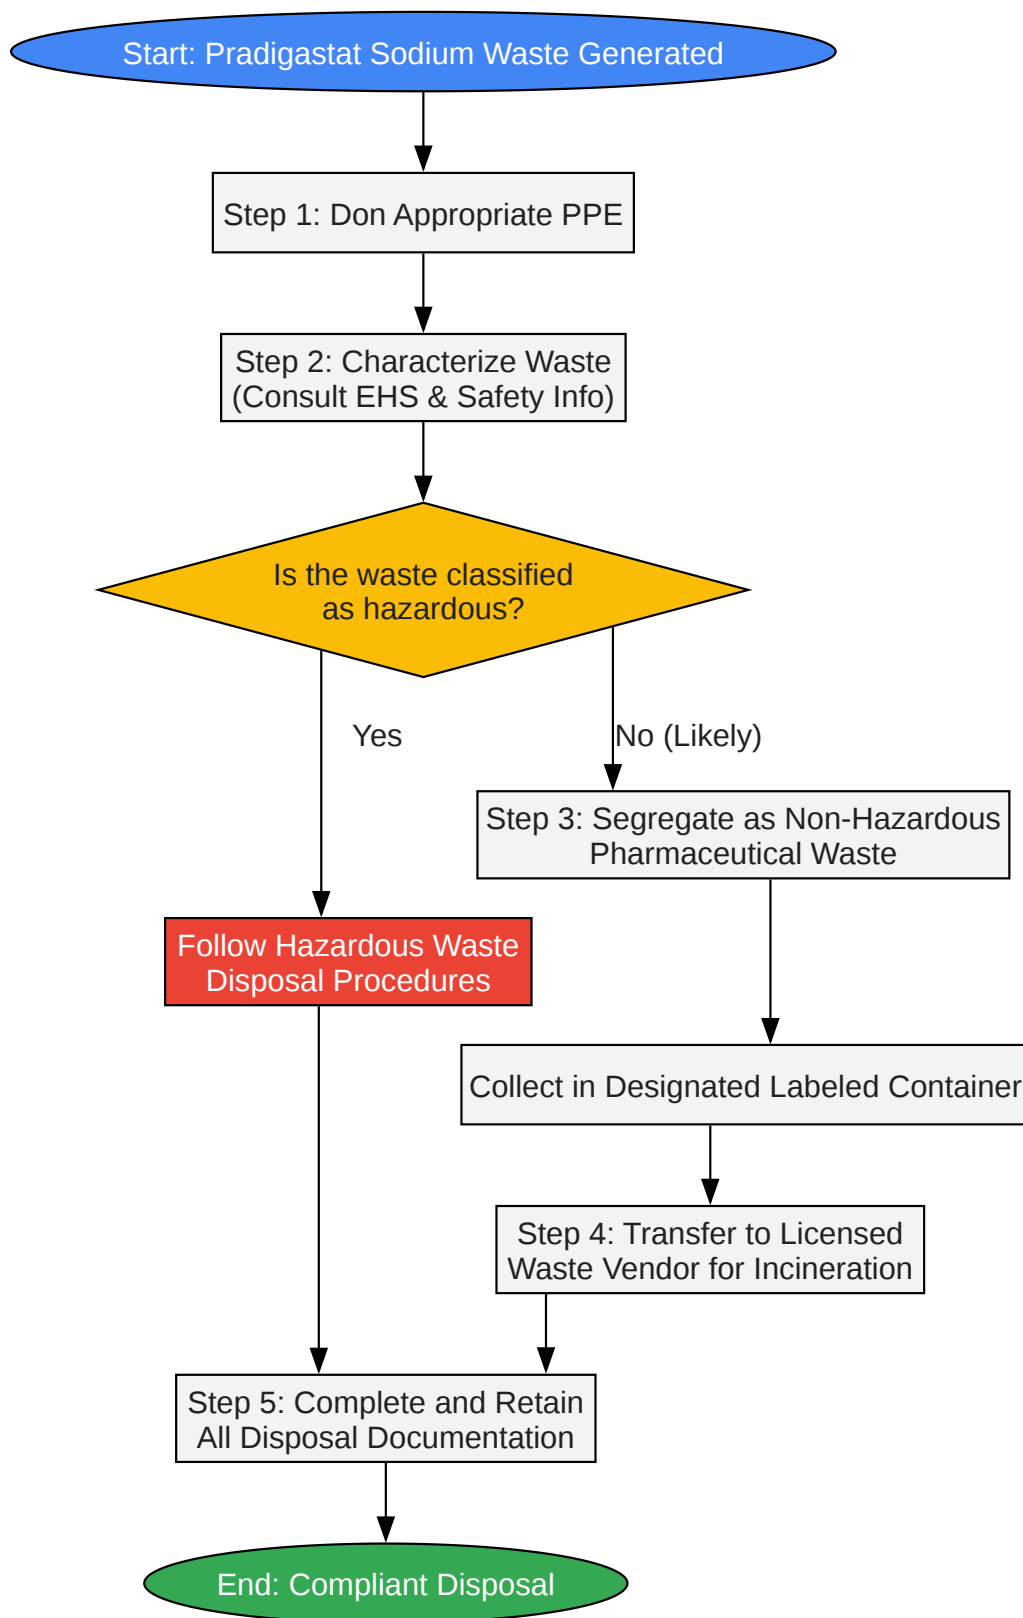 Start: Pradigastat Sodium Waste Generated
Step 1: Don Appropriate PPE
Step 2: Characterize Waste
(Consult EHS & Safety Info)
Is the waste classified
as hazardous?
Yes
No (Likely)
Step 3: Segregate as Non-Hazardous
Pharmaceutical Waste
Follow Hazardous Waste
Disposal Procedures
Collect in Designated Labeled Container
Step 4: Transfer to Licensed
Waste Vendor for Incineration
Step 5: Complete and Retain
All Disposal Documentation
End: Compliant Disposal